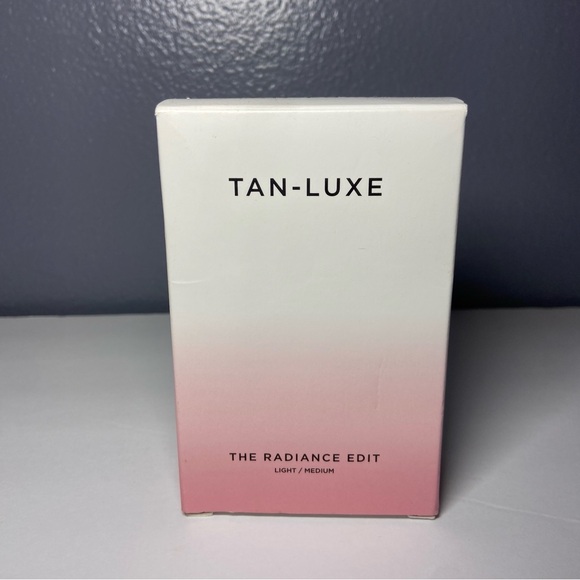 TAN-LUXE
THE RADIANCE EDIT
LIGHT / MEDIUM